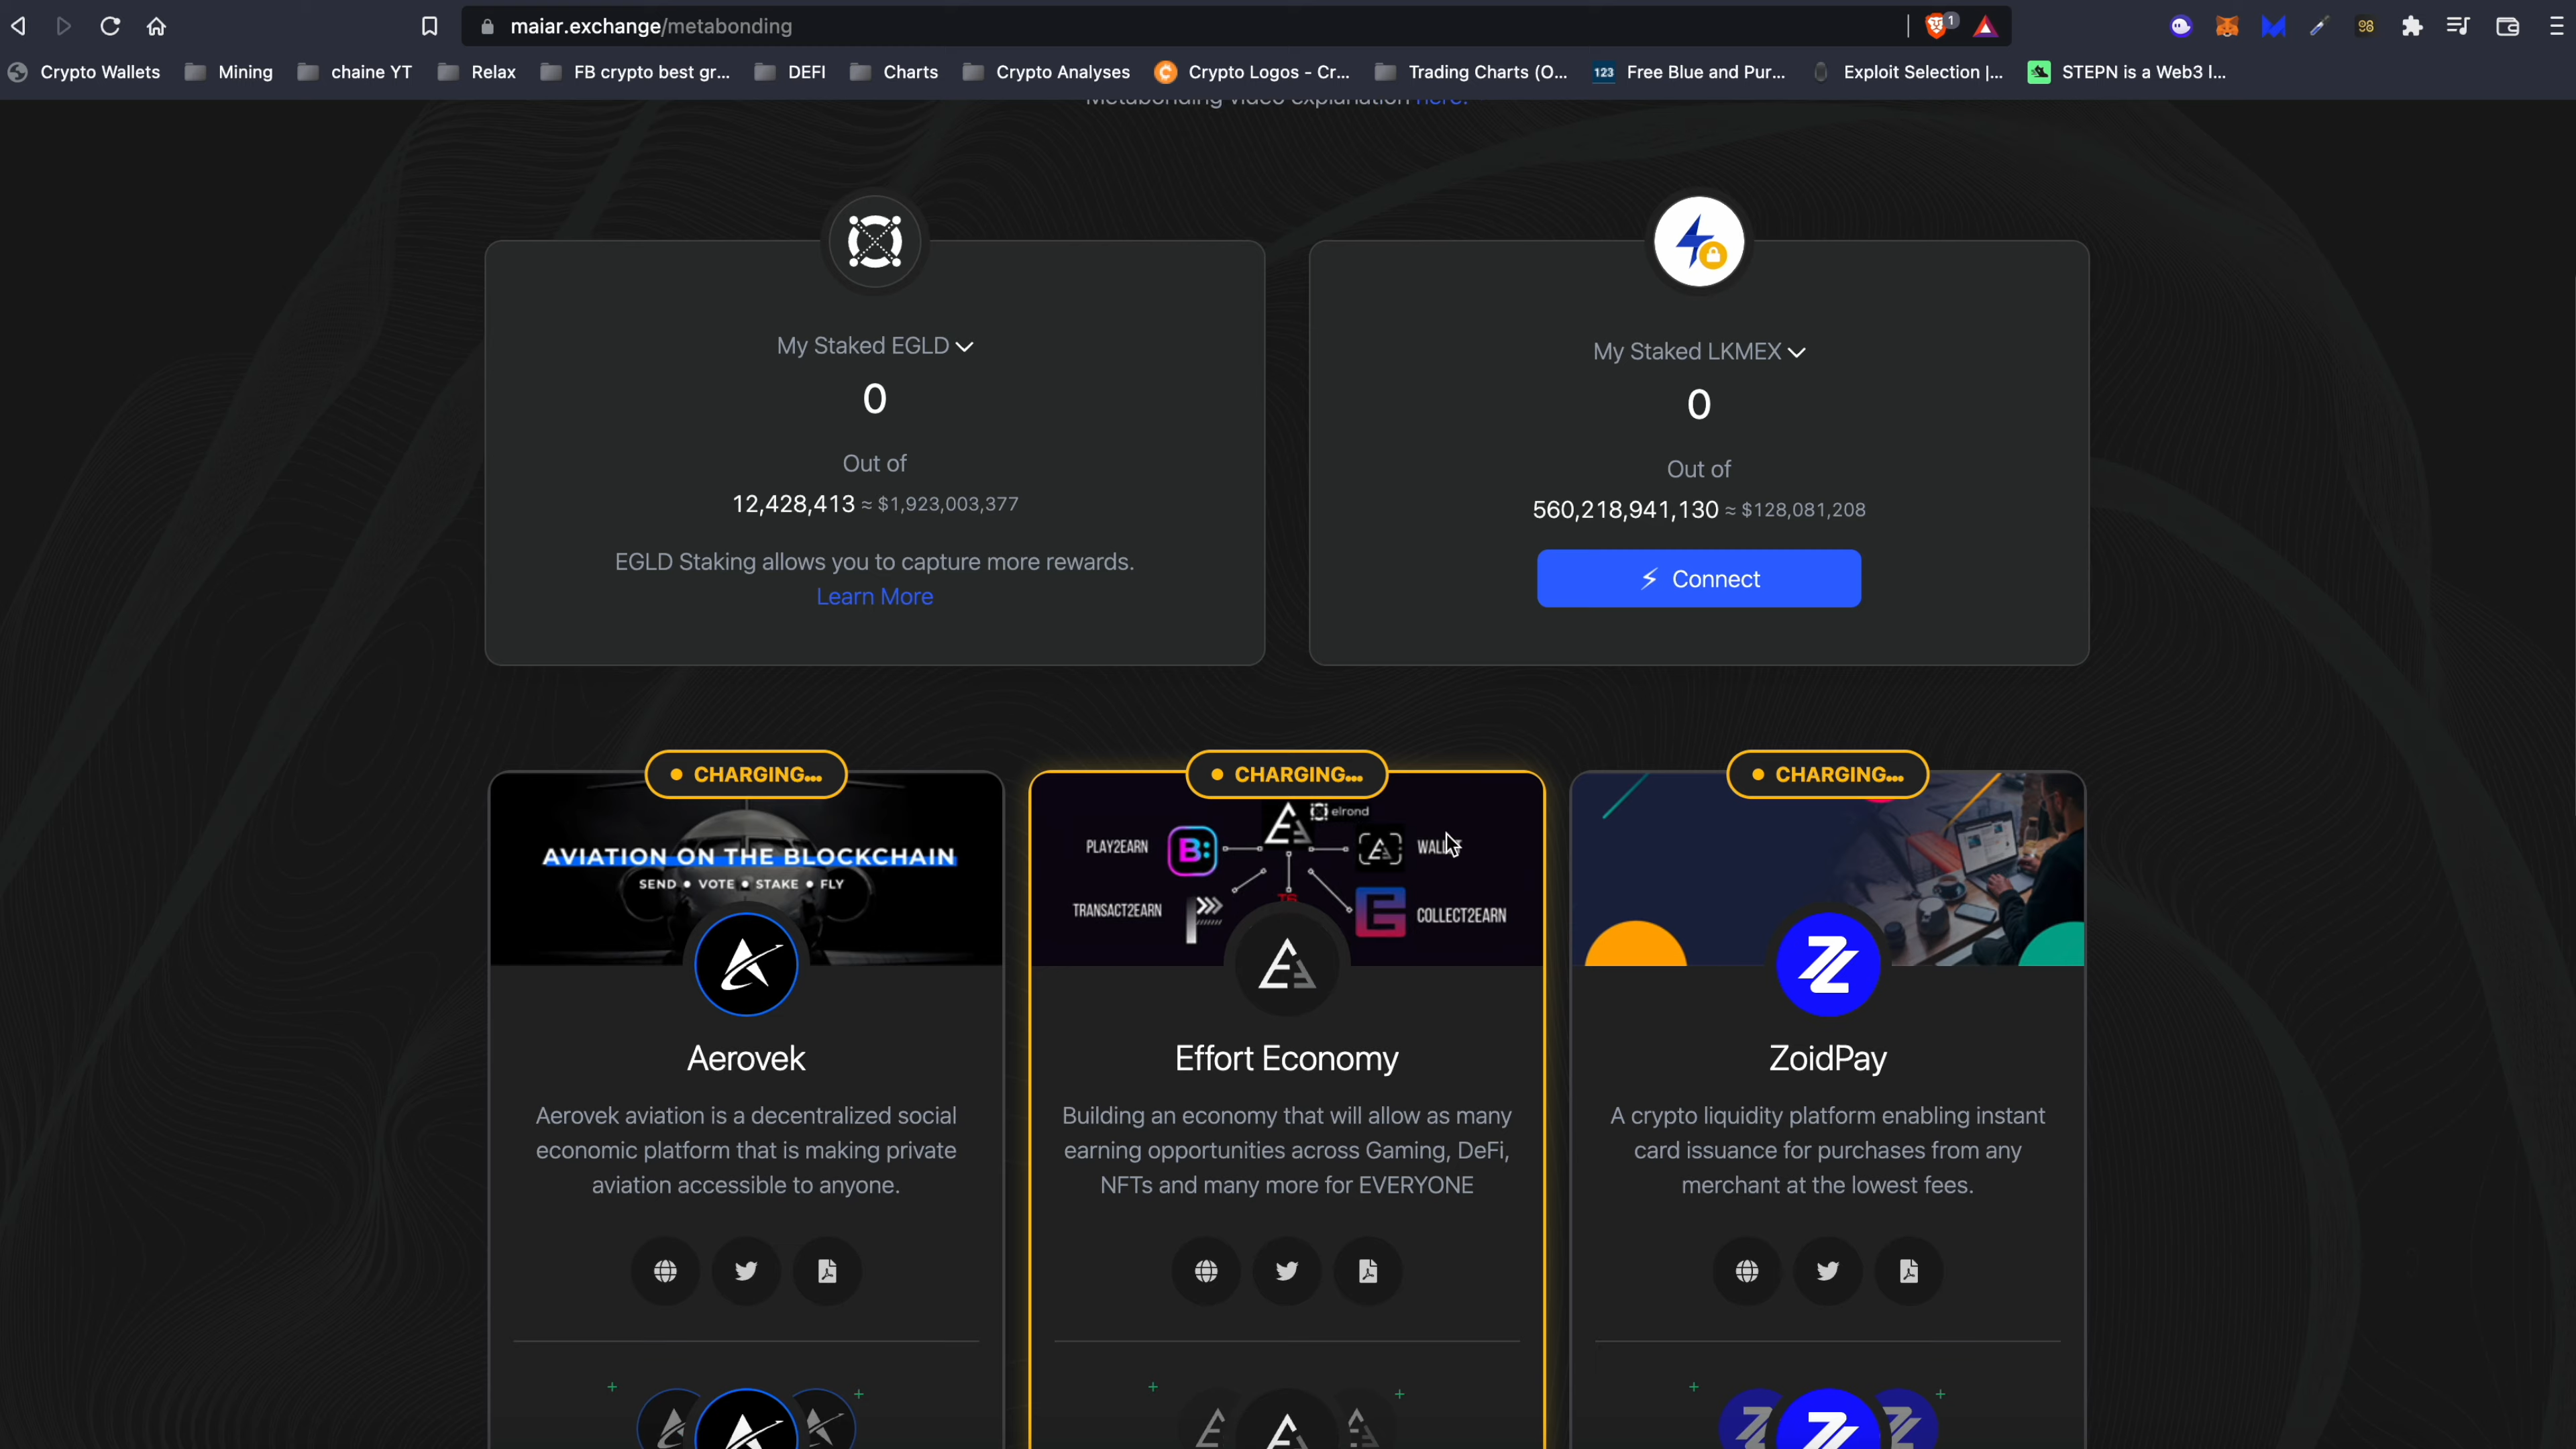 maiar.exchange/metabonding
1
98
Crypto Wallets
Mining
chaine YT
Relax
FB crypto best gr...
DEFI
Charts
Crypto Analyses
Crypto Logos - Cr...
Trading Charts (O...
123
Free Blue and Pur...
Exploit Selection |...
STEPN is a Web3 l...
Metabonding video explanation here.
My Staked EGLD
0
Out of
12,428,413 ≈ $1,923,003,377
EGLD Staking allows you to capture more rewards.
Learn More
My Staked LKMEX
0
Out of
560,218,941,130 ≈ $128,081,208
Connect
CHARGING...
AVIATION ON THE BLOCKCHAIN
SEND • VOTE • STAKE • FLY
Aerovek
Aerovek aviation is a decentralized social
economic platform that is making private
aviation accessible to anyone.
CHARGING...
elrond
PLAY2EARN
B:
TRANSACT2EARN
COLLECT2EARN
Effort Economy
Building an economy that will allow as many
earning opportunities across Gaming, DeFi,
NFTs and many more for EVERYONE
CHARGING...
ZoidPay
A crypto liquidity platform enabling instant
card issuance for purchases from any
merchant at the lowest fees.